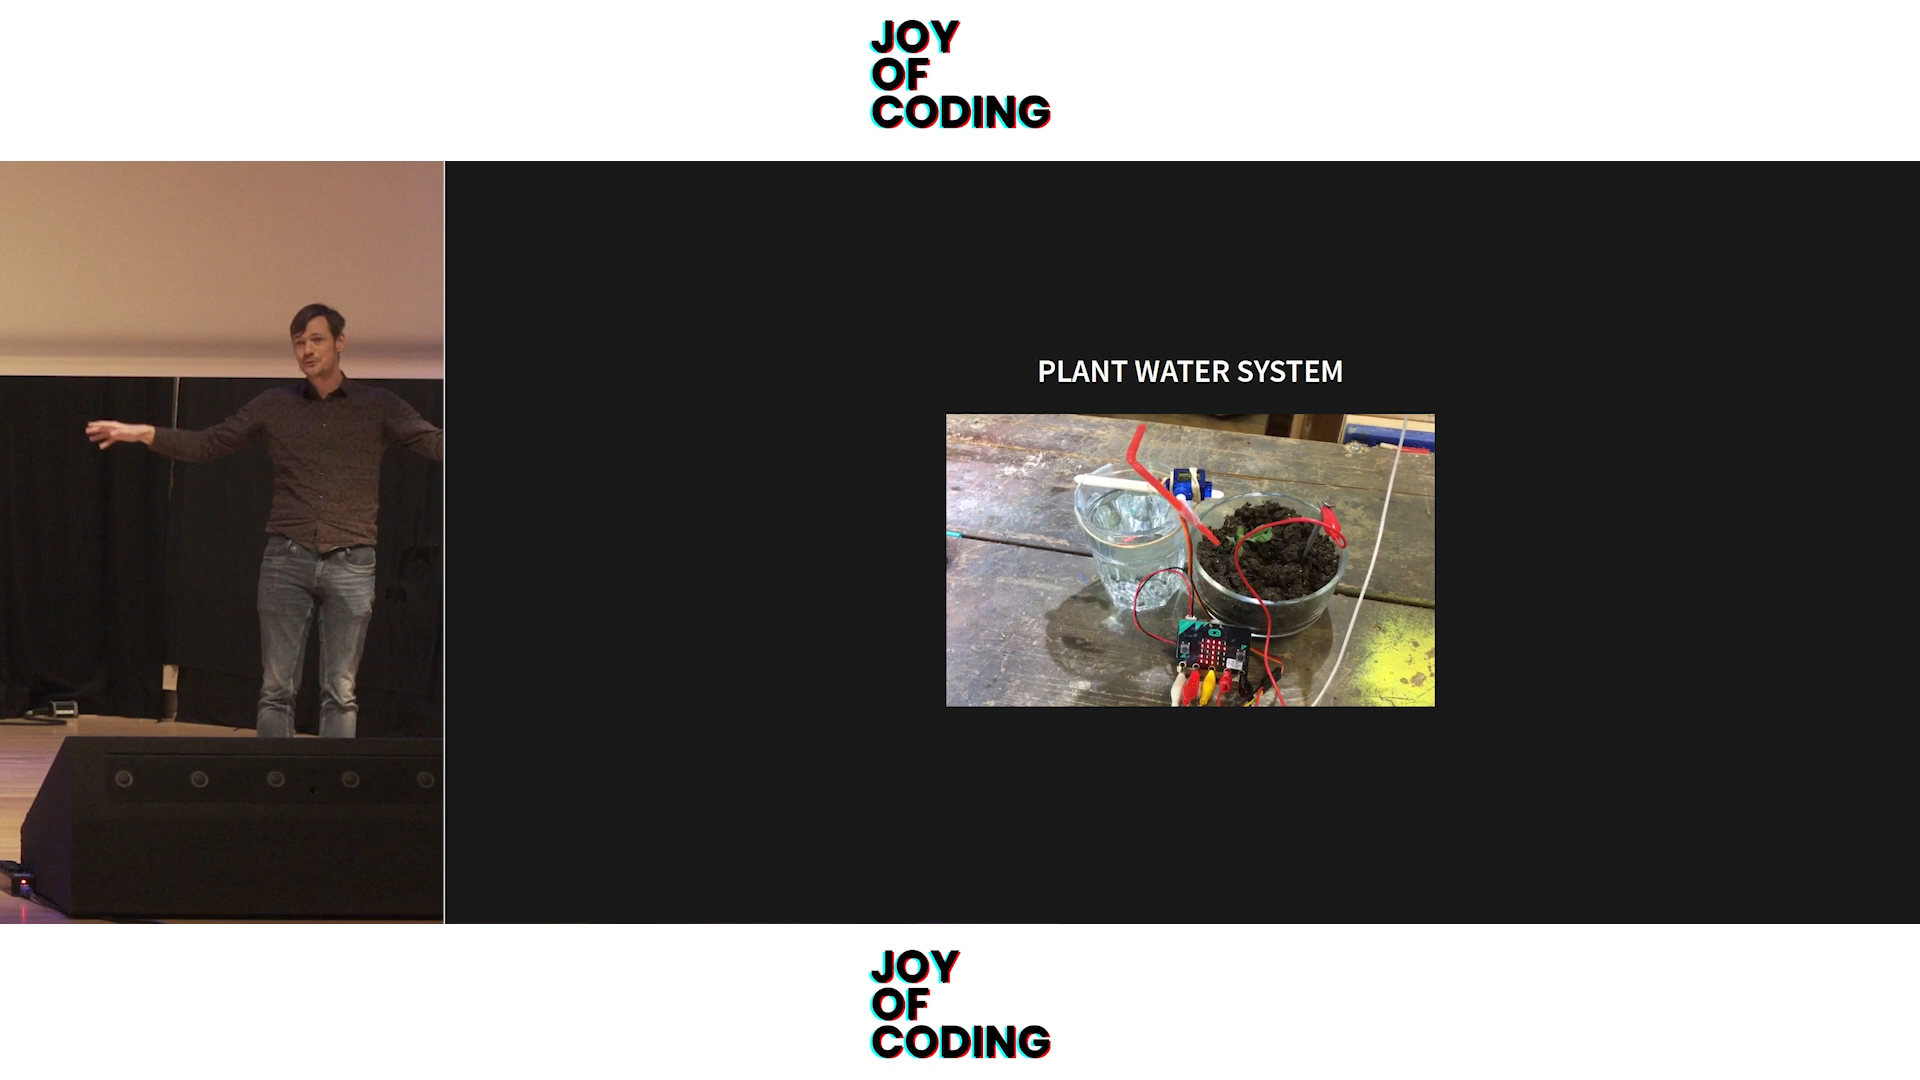 JOY
OF
CODING
PLANT WATER SYSTEM
JOY
OF
CODING